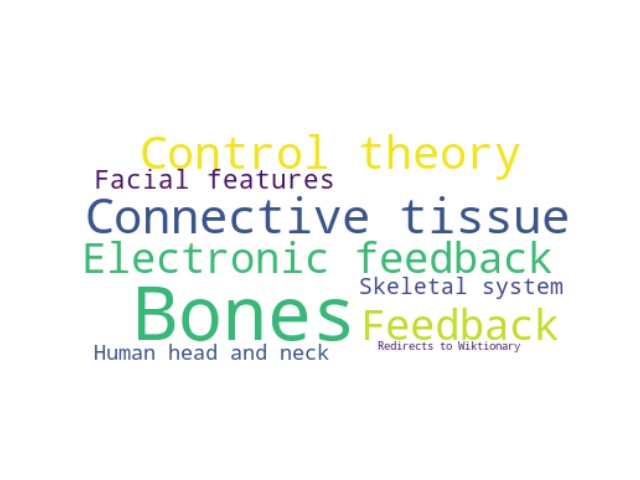 Control theory
Facial features
Connective tissue
Electronic feedback
Skeletal system
Bones
Feedback
Redirects to Wiktionary
Human head and neck